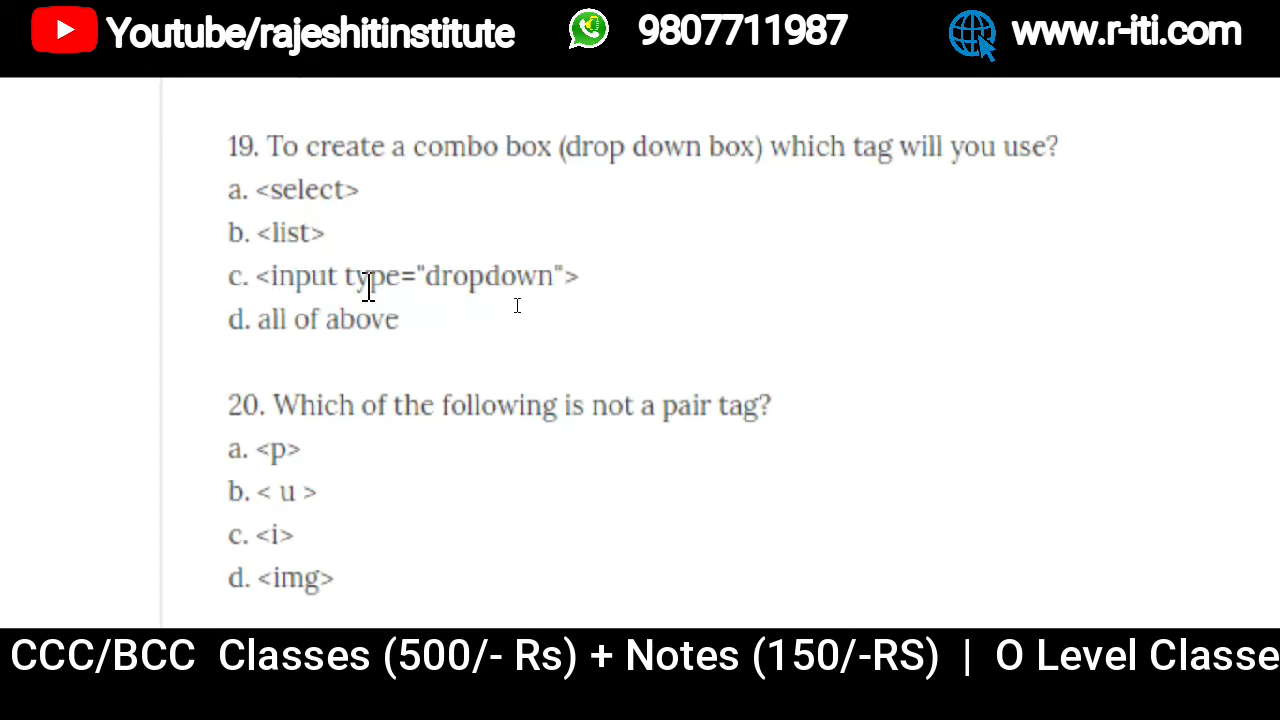 Youtube/rajeshitinstitute 9807711987 www.r-iti.com
19. To create a combo box (drop down box) which tag will you use?
a. <select>
b. <list>
c. <input type="dropdown">
d. all of above
20. Which of the following is not a pair tag?
a. <p>
b. < u >
c. <i>
d. <img>
CCC/BCC Classes (500/- Rs) + Notes (150/-RS) | O Level Classe